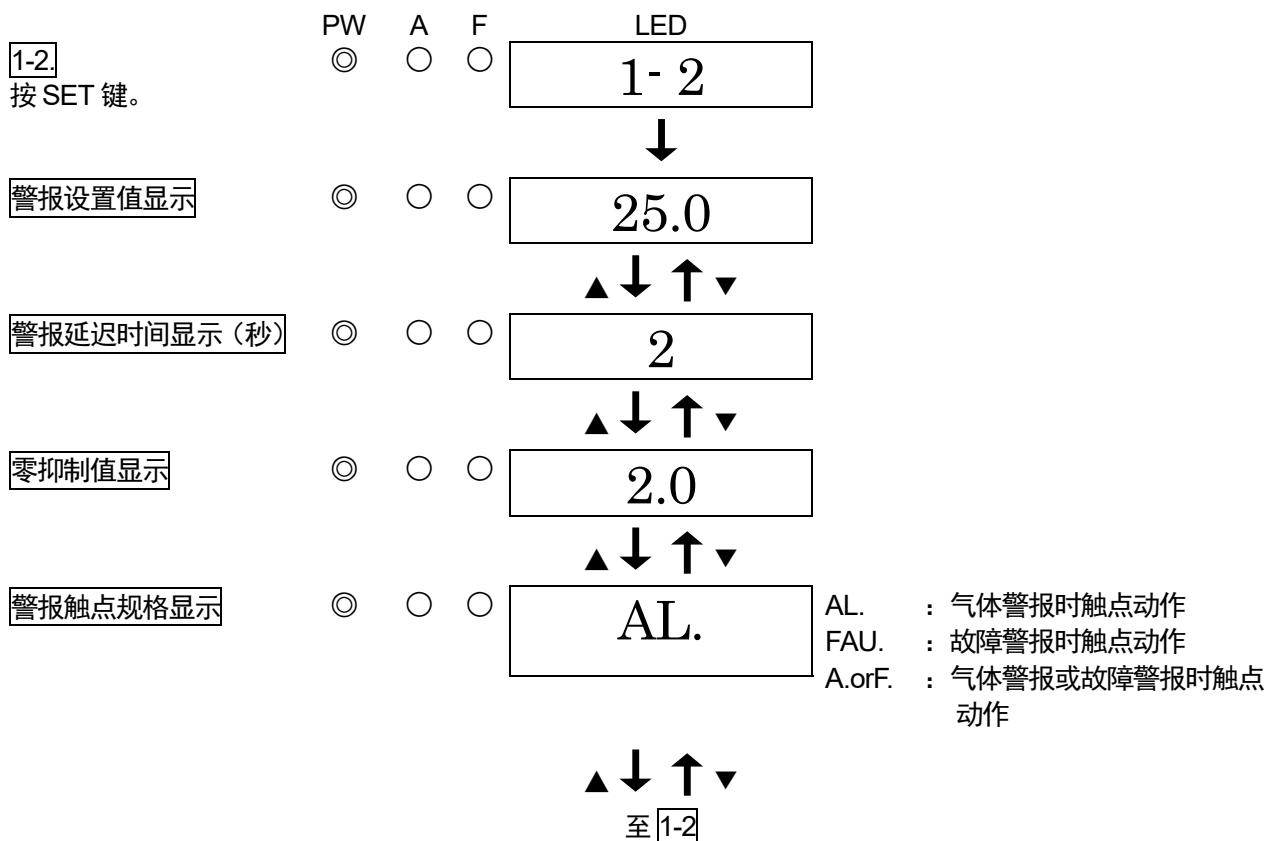 PW A F LED
1-2. ◎ ○ ○ 1- 2
按 SET 键。
↓
警报设置值显示 ◎ ○ ○ 25.0
▲ ↓ ↑ ▼
警报延迟时间显示（秒） ◎ ○ ○ 2
▲ ↓ ↑ ▼
零抑制值显示 ◎ ○ ○ 2.0
▲ ↓ ↑ ▼
警报触点规格显示 ◎ ○ ○ AL. AL. ：气体警报时触点动作
FAU. ：故障警报时触点动作
A.orF. ：气体警报或故障警报时触点
动作
▲ ↓ ↑ ▼
至 1-2